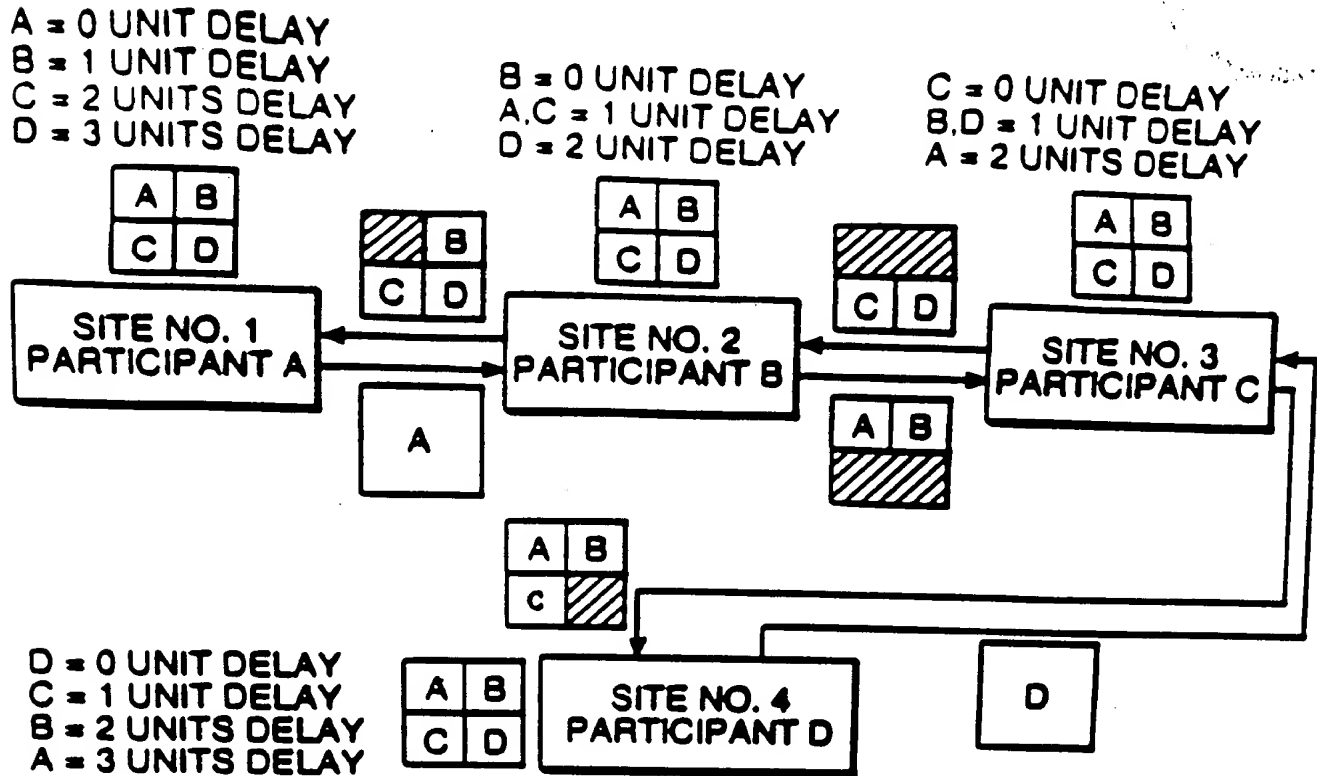 A = 0 UNIT DELAY
B = 1 UNIT DELAY
C = 2 UNITS DELAY
D = 3 UNITS DELAY
B = 0 UNIT DELAY
A,C = 1 UNIT DELAY
D = 2 UNIT DELAY
C = 0 UNIT DELAY
B,D = 1 UNIT DELAY
A = 2 UNITS DELAY
A B
C D
B
C D
A B
C D
C D
A B
C D
SITE NO. 1
PARTICIPANT A
SITE NO. 2
PARTICIPANT B
SITE NO. 3
PARTICIPANT C
A
A B
A B
C
D = 0 UNIT DELAY
C = 1 UNIT DELAY
B = 2 UNITS DELAY
A = 3 UNITS DELAY
A B
C D
SITE NO. 4
PARTICIPANT D
D